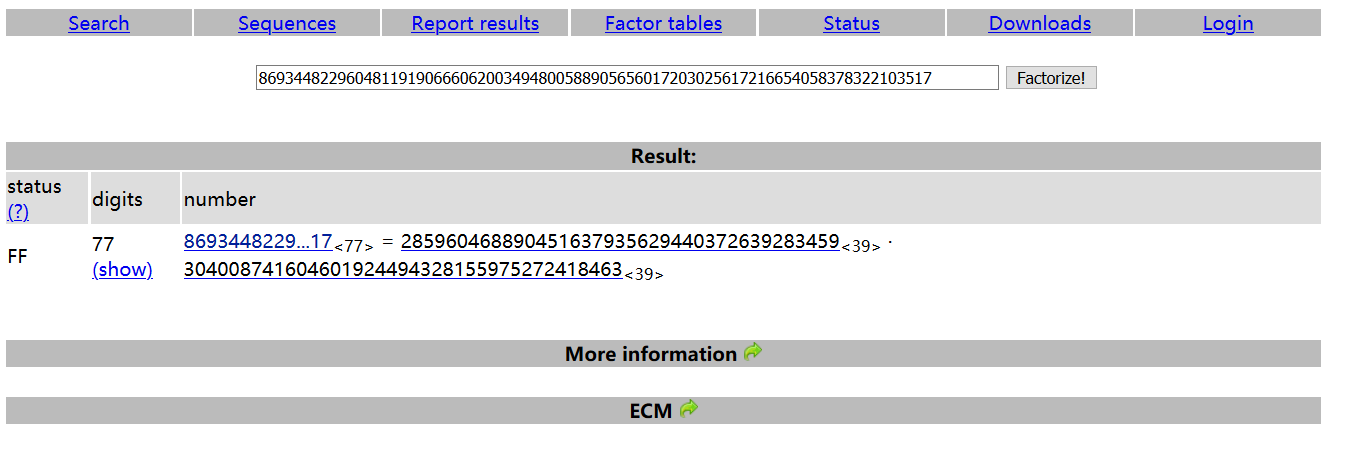 Search Sequences Report results Factor tables Status Downloads Login
86934482296048119190666062003494800588905656017203025617216654058378322103517 Factorize!
Result:
status (?) digits number
FF 77 (show) 8693448229...17<77> = 285960468890451637935629440372639283459<39> ·
304008741604601924494328155975272418463<39>
More information
ECM